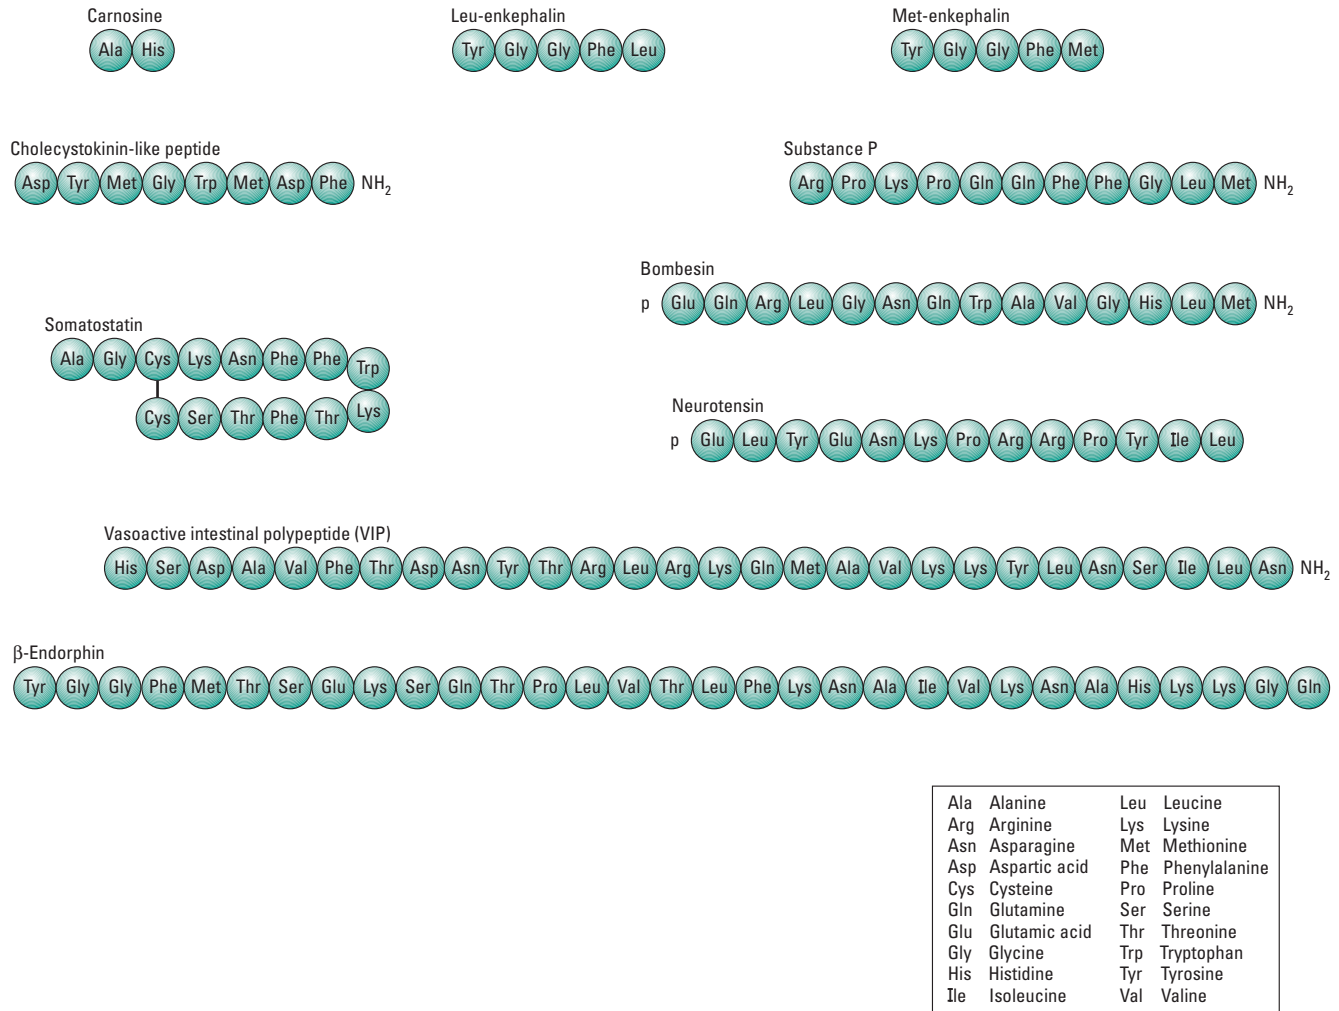 Carnosine
Ala His
Leu-enkephalin
Tyr Gly Gly Phe Leu
Met-enkephalin
Tyr Gly Gly Phe Met
Cholecystokinin-like peptide
Asp Tyr Met Gly Trp Met Asp Phe NH2
Substance P
Arg Pro Lys Pro Gln Gln Phe Phe Gly Leu Met NH2
Bombesin
p Glu Gln Arg Leu Gly Asn Gln Trp Ala Val Gly His Leu Met NH2
Somatostatin
Ala Gly Cys Lys Asn Phe Phe Trp
Cys Ser Thr Phe Thr Lys
Neurotensin
p Glu Leu Tyr Glu Asn Lys Pro Arg Arg Pro Tyr Ile Leu
Vasoactive intestinal polypeptide (VIP)
His Ser Asp Ala Val Phe Thr Asp Asn Tyr Thr Arg Leu Arg Lys Gln Met Ala Val Lys Lys Tyr Leu Asn Ser Ile Leu Asn NH2
β-Endorphin
Tyr Gly Gly Phe Met Thr Ser Glu Lys Ser Gln Thr Pro Leu Val Thr Leu Phe Lys Asn Ala Ile Val Lys Asn Ala His Lys Lys Gly Gln
Ala Alanine Leu Leucine
Arg Arginine Lys Lysine
Asn Asparagine Met Methionine
Asp Aspartic acid Phe Phenylalanine
Cys Cysteine Pro Proline
Gln Glutamine Ser Serine
Glu Glutamic acid Thr Threonine
Gly Glycine Trp Tryptophan
His Histidine Tyr Tyrosine
Ile Isoleucine Val Valine